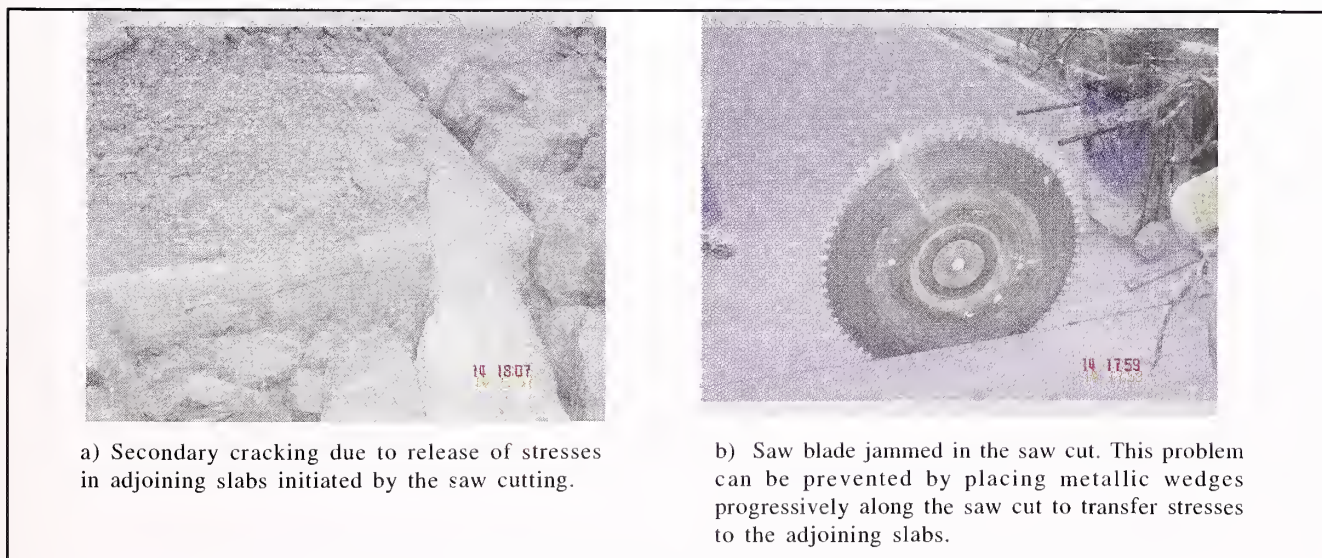 14 18:07
14 17:59
a) Secondary cracking due to release of stresses
in adjoining slabs initiated by the saw cutting.
b) Saw blade jammed in the saw cut. This problem
can be prevented by placing metallic wedges
progressively along the saw cut to transfer stresses
to the adjoining slabs.